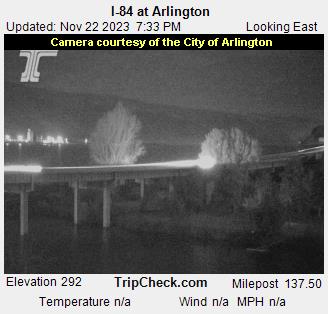 I-84 at Arlington
Updated: Nov 22 2023 7:33 PM Looking East
Camera courtesy of the City of Arlington
Elevation 292 TripCheck.com Milepost 137.50
Temperature n/a Wind n/a MPH n/a